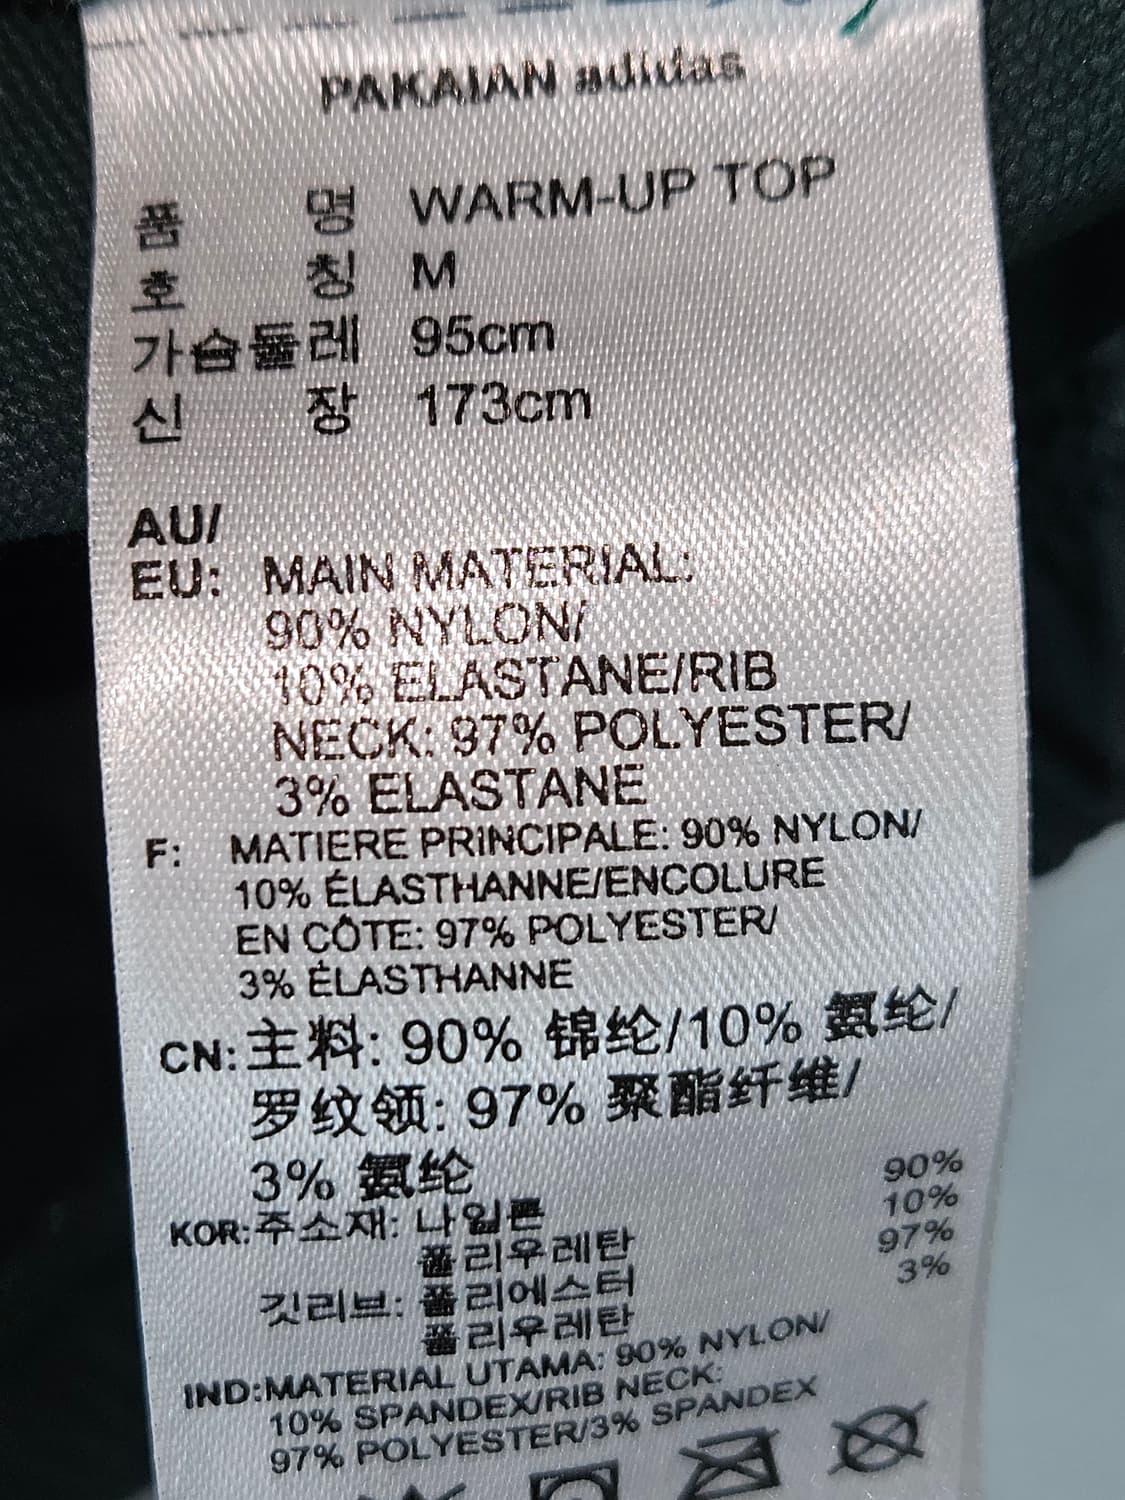 PAKAIAN adidas
품 명 WARM-UP TOP
호 칭 M
가슴둘레 95cm
신 장 173cm
AU/
EU: MAIN MATERIAL:
90% NYLON/
10% ELASTANE/RIB
NECK: 97% POLYESTER/
3% ELASTANE
F: MATIERE PRINCIPALE: 90% NYLON/
10% ÉLASTHANNE/ENCOLURE
EN CÔTE: 97% POLYESTER/
3% ÉLASTHANNE
CN: 主料: 90% 锦纶/10% 氨纶/
罗纹领: 97% 聚酯纤维/
3% 氨纶
KOR: 주소재: 나일론 90%
폴리우레탄 10%
깃리브: 폴리에스터 97%
폴리우레탄 3%
IND:MATERIAL UTAMA: 90% NYLON/
10% SPANDEX/RIB NECK:
97% POLYESTER/3% SPANDEX